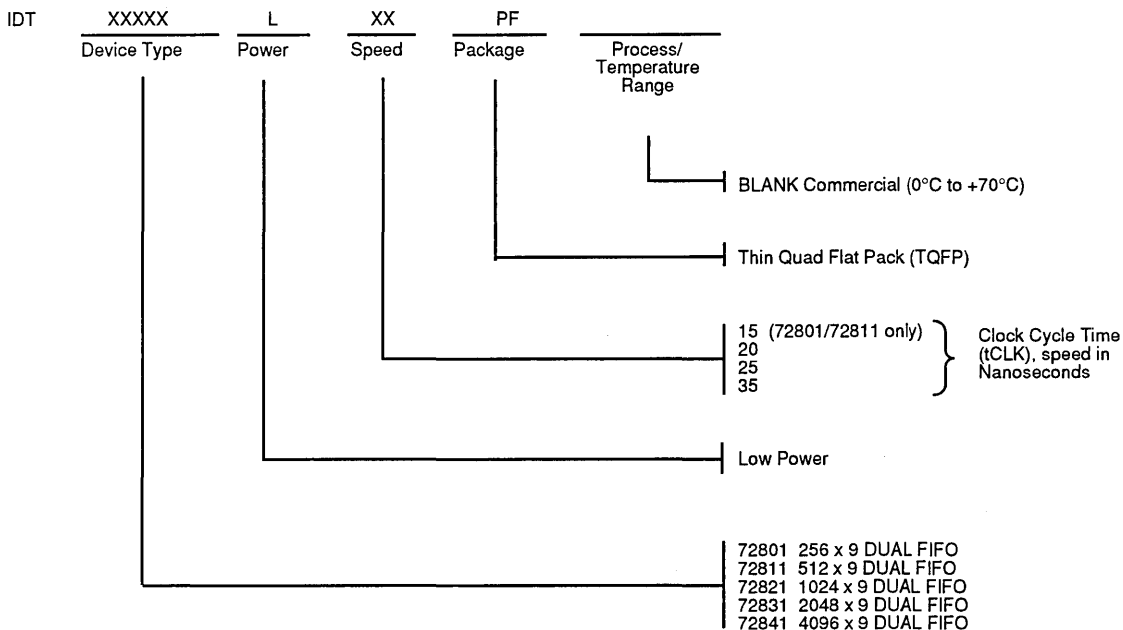 IDT XXXXX L XX PF
Device Type Power Speed Package Process/
Temperature
Range
BLANK Commercial (0°C to +70°C)
Thin Quad Flat Pack (TQFP)
15 (72801/72811 only)
20
25
35
Clock Cycle Time
(tCLK), speed in
Nanoseconds
Low Power
72801 256 x 9 DUAL FIFO
72811 512 x 9 DUAL FIFO
72821 1024 x 9 DUAL FIFO
72831 2048 x 9 DUAL FIFO
72841 4096 x 9 DUAL FIFO